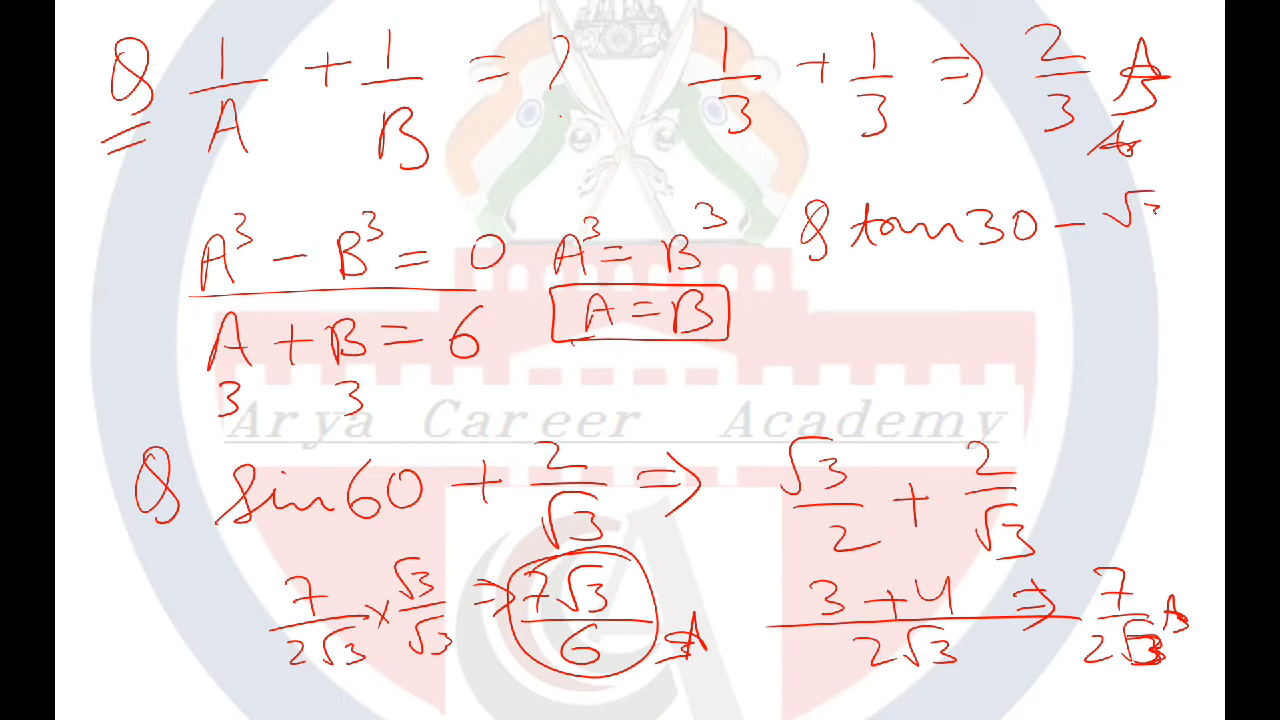 Q 1/A + 1/B = ? 1/3 + 1/3 ⇒ 2/3 A
A³ − B³ = 0 A³ = B³
A + B = 6 A = B
3 3
Q tan30 − √
Arya Career Academy
Q sin60 + 2/√3 ⇒ √3/2 + 2/√3
(3 + 4)/(2√3) ⇒ 7/(2√3)
7/(2√3) × √3/√3 ⇒ 7√3/6 A